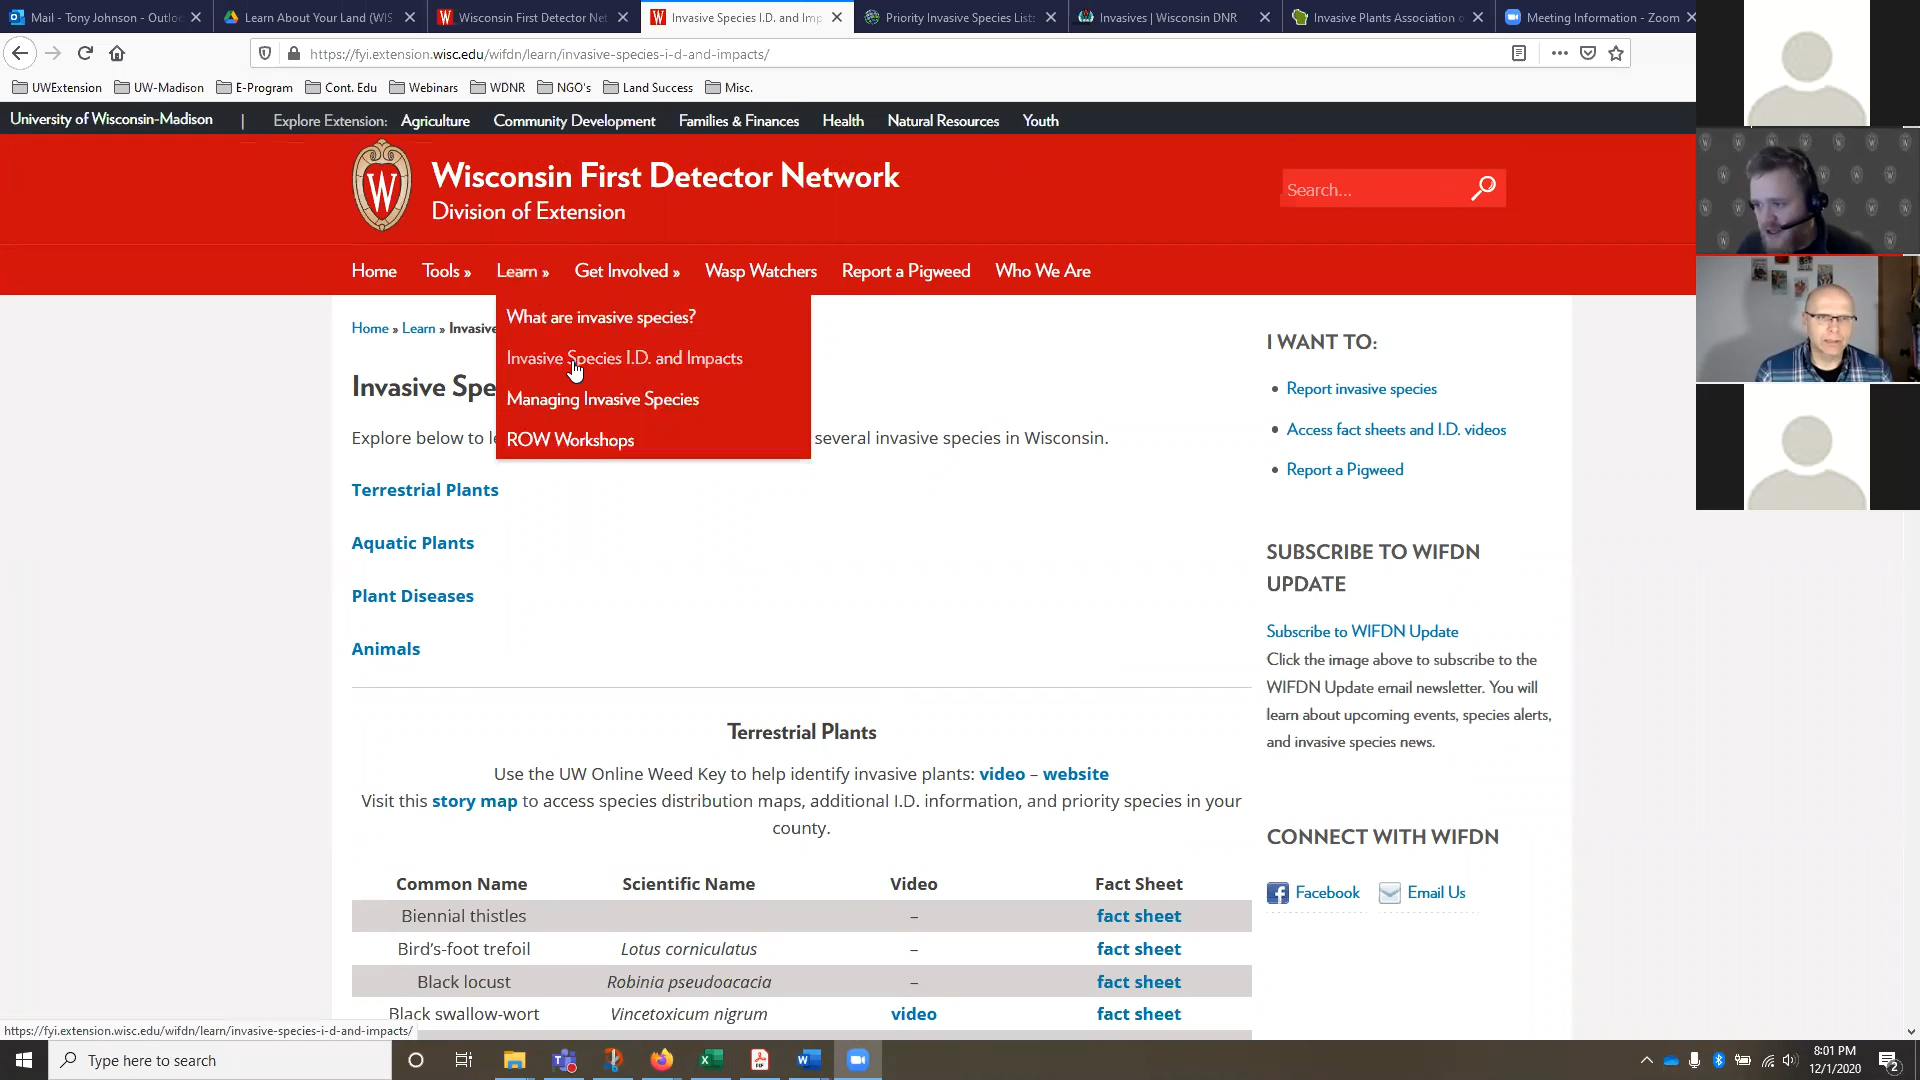 Mail - Tony Johnson - Outlo
Learn About Your Land (WIS
Wisconsin First Detector Net
Invasive Species I.D. and Imp
Priority Invasive Species Lists
Invasives | Wisconsin DNR
Invasive Plants Association o
Meeting Information - Zoom
https://fyi.extension.wisc.edu/wifdn/learn/invasive-species-i-d-and-impacts/
UWExtension
UW-Madison
E-Program
Cont. Edu
Webinars
WDNR
NGO's
Land Success
Misc.
University of Wisconsin-Madison | Explore Extension: Agriculture Community Development Families & Finances Health Natural Resources Youth
W
Wisconsin First Detector Network
Division of Extension
Search...
Home Tools » Learn » Get Involved » Wasp Watchers Report a Pigweed Who We Are
What are invasive species?
Invasive Species I.D. and Impacts
Managing Invasive Species
ROW Workshops
Home » Learn » Invasive
Invasive Spe
Explore below to le several invasive species in Wisconsin.
Terrestrial Plants
Aquatic Plants
Plant Diseases
Animals
Terrestrial Plants
Use the UW Online Weed Key to help identify invasive plants: video – website
Visit this story map to access species distribution maps, additional I.D. information, and priority species in your
county.
Common Name Scientific Name Video Fact Sheet
Biennial thistles – fact sheet
Bird's-foot trefoil Lotus corniculatus – fact sheet
Black locust Robinia pseudoacacia – fact sheet
Black swallow-wort Vincetoxicum nigrum video fact sheet
I WANT TO:
• Report invasive species
• Access fact sheets and I.D. videos
• Report a Pigweed
SUBSCRIBE TO WIFDN
UPDATE
Subscribe to WIFDN Update
Click the image above to subscribe to the
WIFDN Update email newsletter. You will
learn about upcoming events, species alerts,
and invasive species news.
CONNECT WITH WIFDN
Facebook Email Us
https://fyi.extension.wisc.edu/wifdn/learn/invasive-species-i-d-and-impacts/
Type here to search
8:01 PM
12/1/2020
2